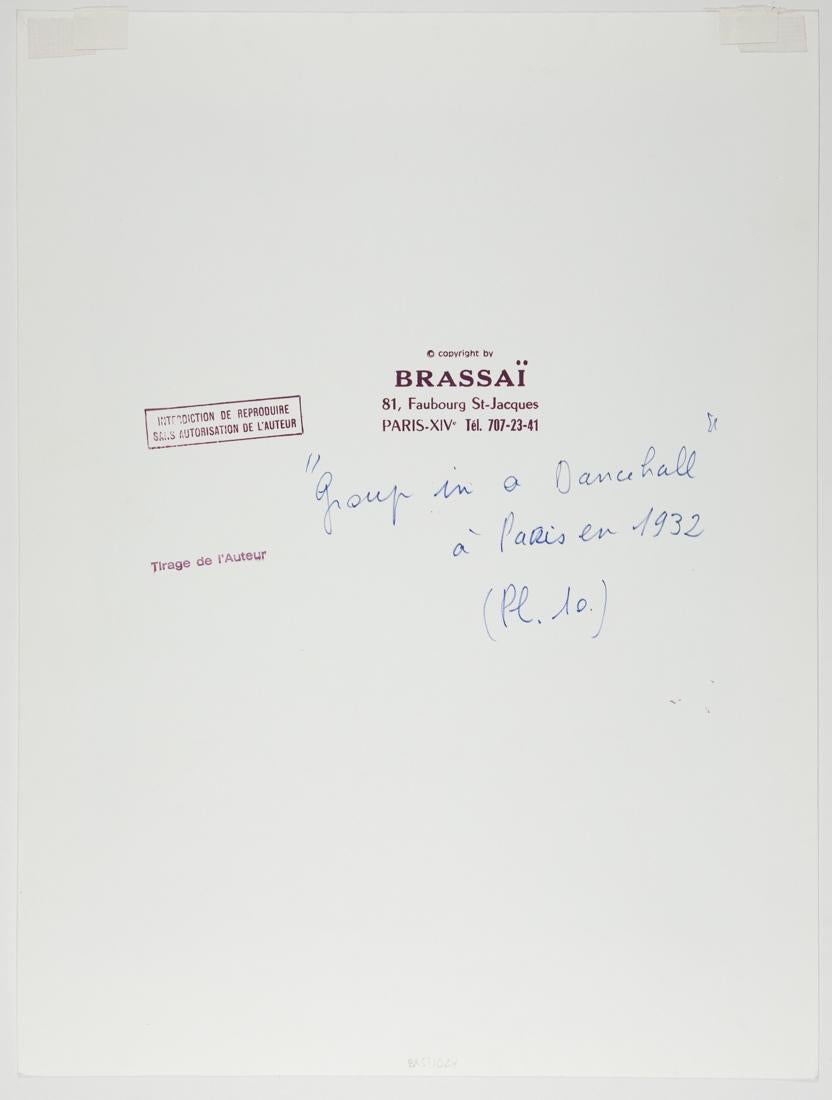 © copyright by
BRASSAÏ
81, Faubourg St-Jacques
PARIS-XIVe Tél. 707-23-41
INTERDICTION DE REPRODUIRE
SANS AUTORISATION DE L'AUTEUR
"Group in a Dancehall"
à Paris en 1932
(Pl. 10.)
Tirage de l'Auteur